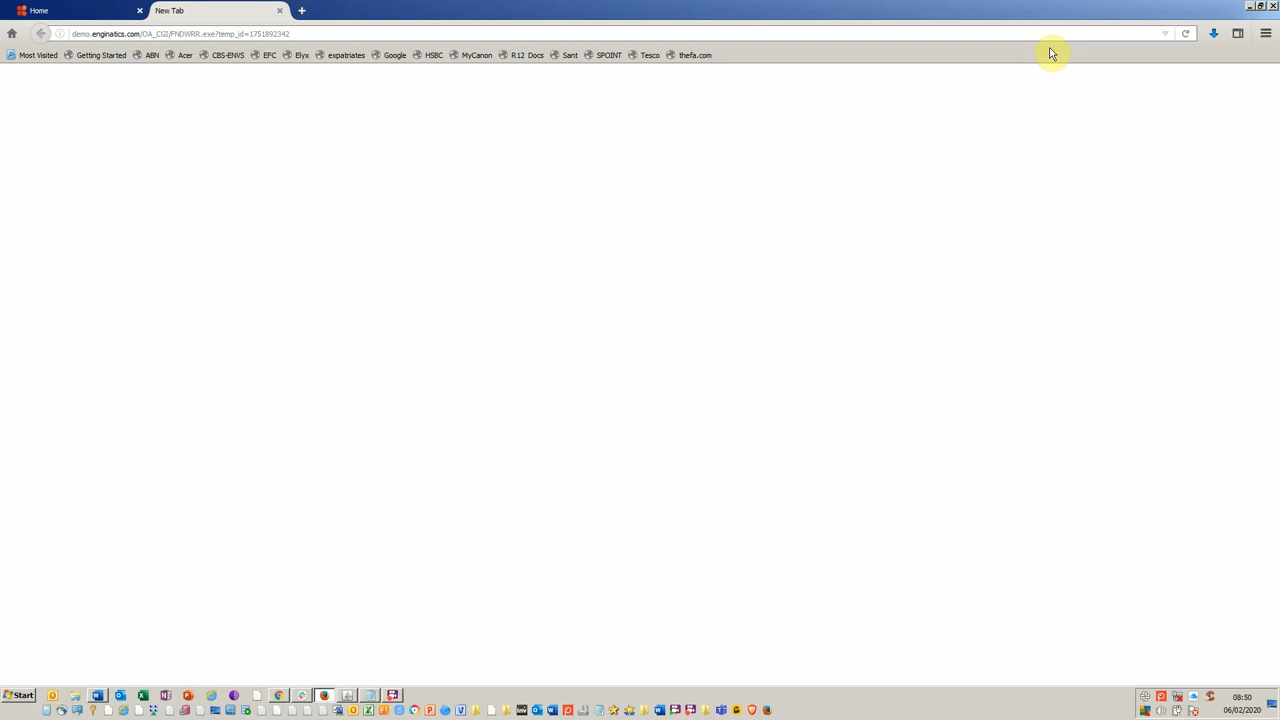 Home
New Tab
demo.enginatics.com/OA_CGI/FNDWRR.exe?temp_id=1751892342
Most Visited Getting Started ABN Acer CBS-ENVS EFC Elyx expatriates Google HSBC MyCanon R12 Docs Sant SPOINT Tesco thefa.com
Start
08:50
06/02/2020